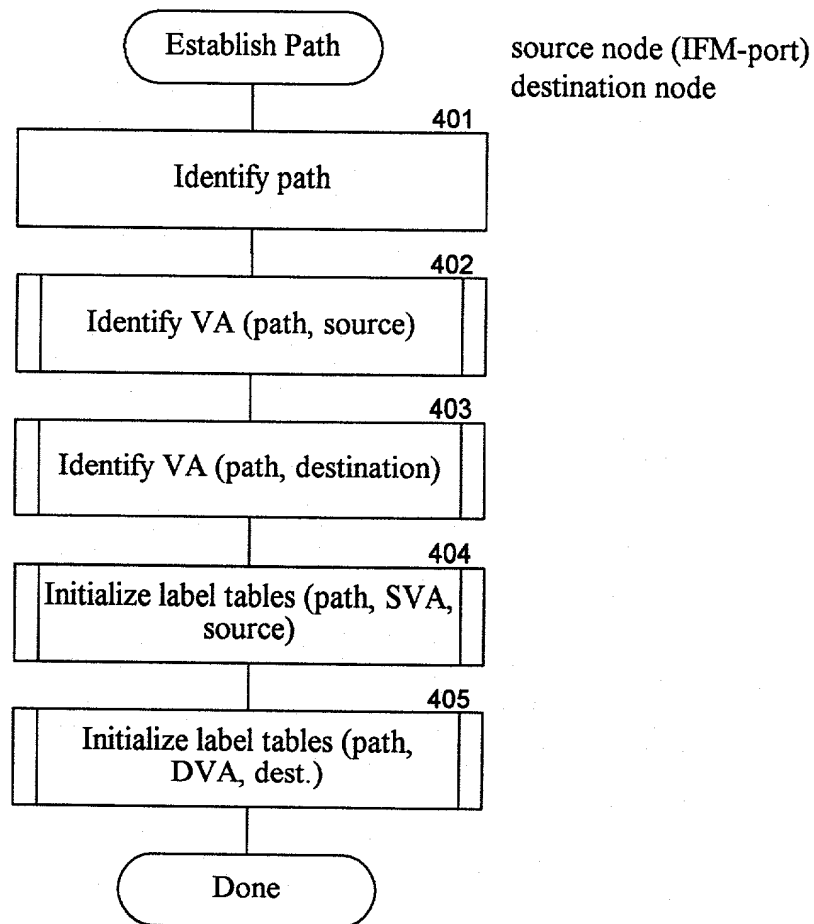 Establish Path
source node (IFM-port)
destination node
401
Identify path
402
Identify VA (path, source)
403
Identify VA (path, destination)
404
Initialize label tables (path, SVA,
source)
405
Initialize label tables (path,
DVA, dest.)
Done